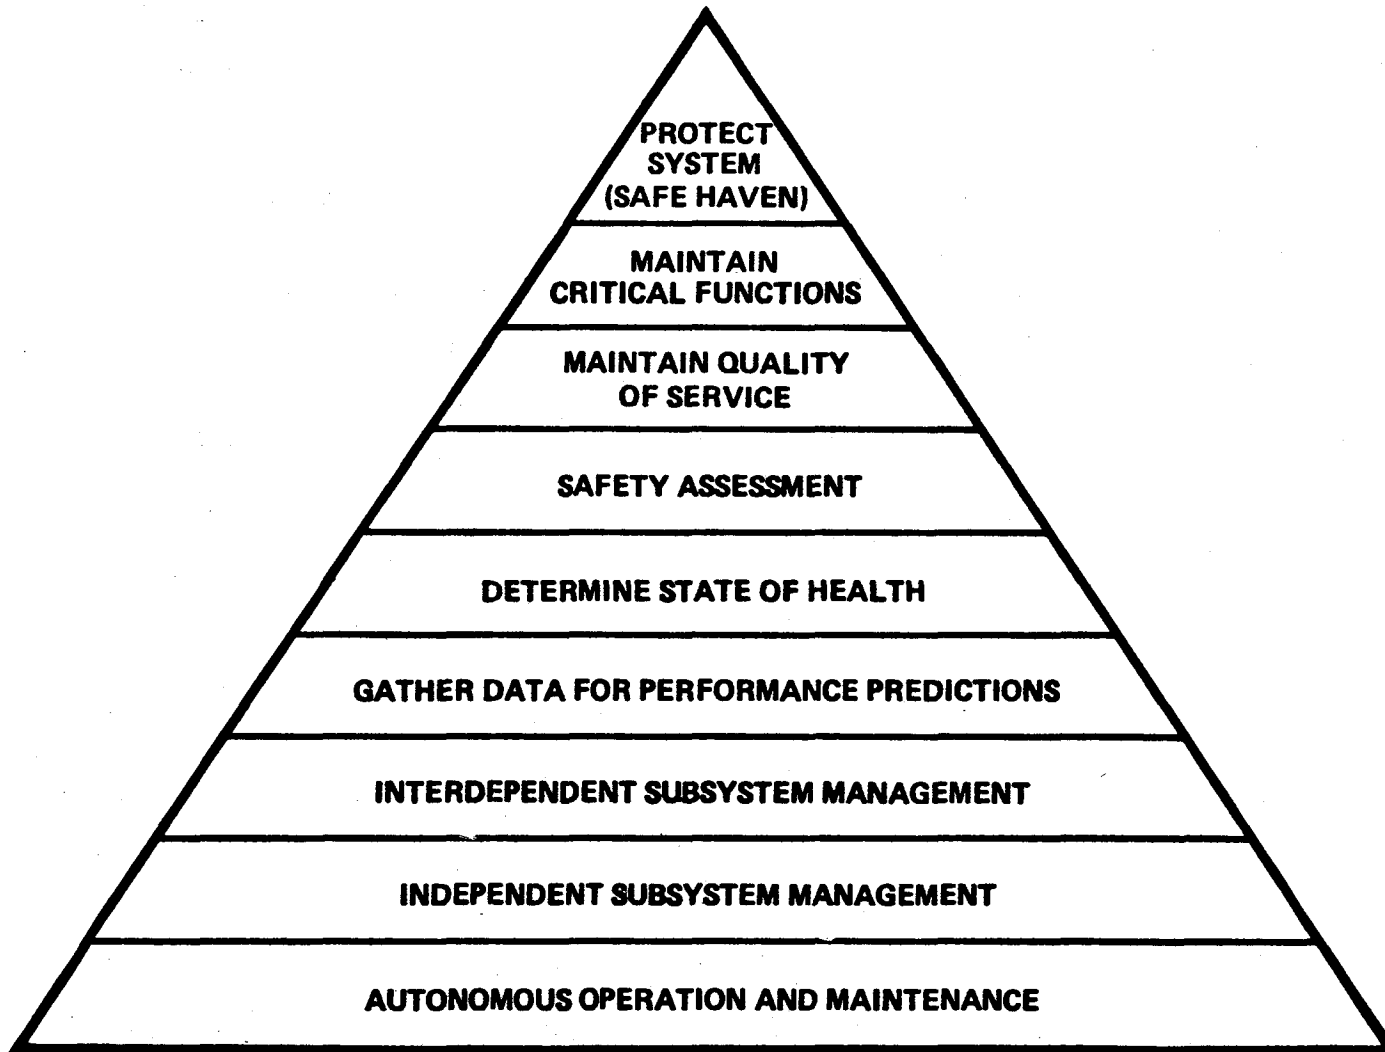 PROTECT
SYSTEM
(SAFE HAVEN)
MAINTAIN
CRITICAL FUNCTIONS
MAINTAIN QUALITY
OF SERVICE
SAFETY ASSESSMENT
DETERMINE STATE OF HEALTH
GATHER DATA FOR PERFORMANCE PREDICTIONS
INTERDEPENDENT SUBSYSTEM MANAGEMENT
INDEPENDENT SUBSYSTEM MANAGEMENT
AUTONOMOUS OPERATION AND MAINTENANCE